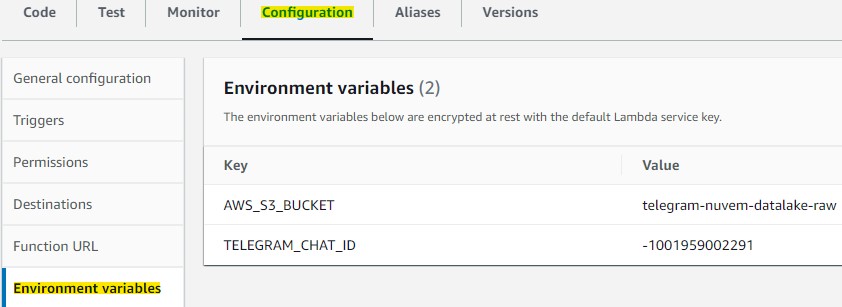 Code Test Monitor Configuration Aliases Versions
General configuration
Triggers
Permissions
Destinations
Function URL
Environment variables
Environment variables (2)
The environment variables below are encrypted at rest with the default Lambda service key.
Key Value
AWS_S3_BUCKET telegram-nuvem-datalake-raw
TELEGRAM_CHAT_ID -1001959002291